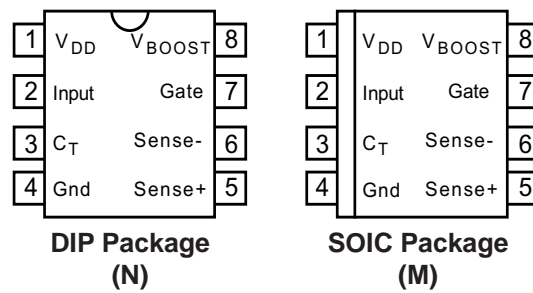 1 VDD VBOOST 8
2 Input Gate 7
3 CT Sense- 6
4 Gnd Sense+ 5
DIP Package
(N)
1 VDD VBOOST 8
2 Input Gate 7
3 CT Sense- 6
4 Gnd Sense+ 5
SOIC Package
(M)